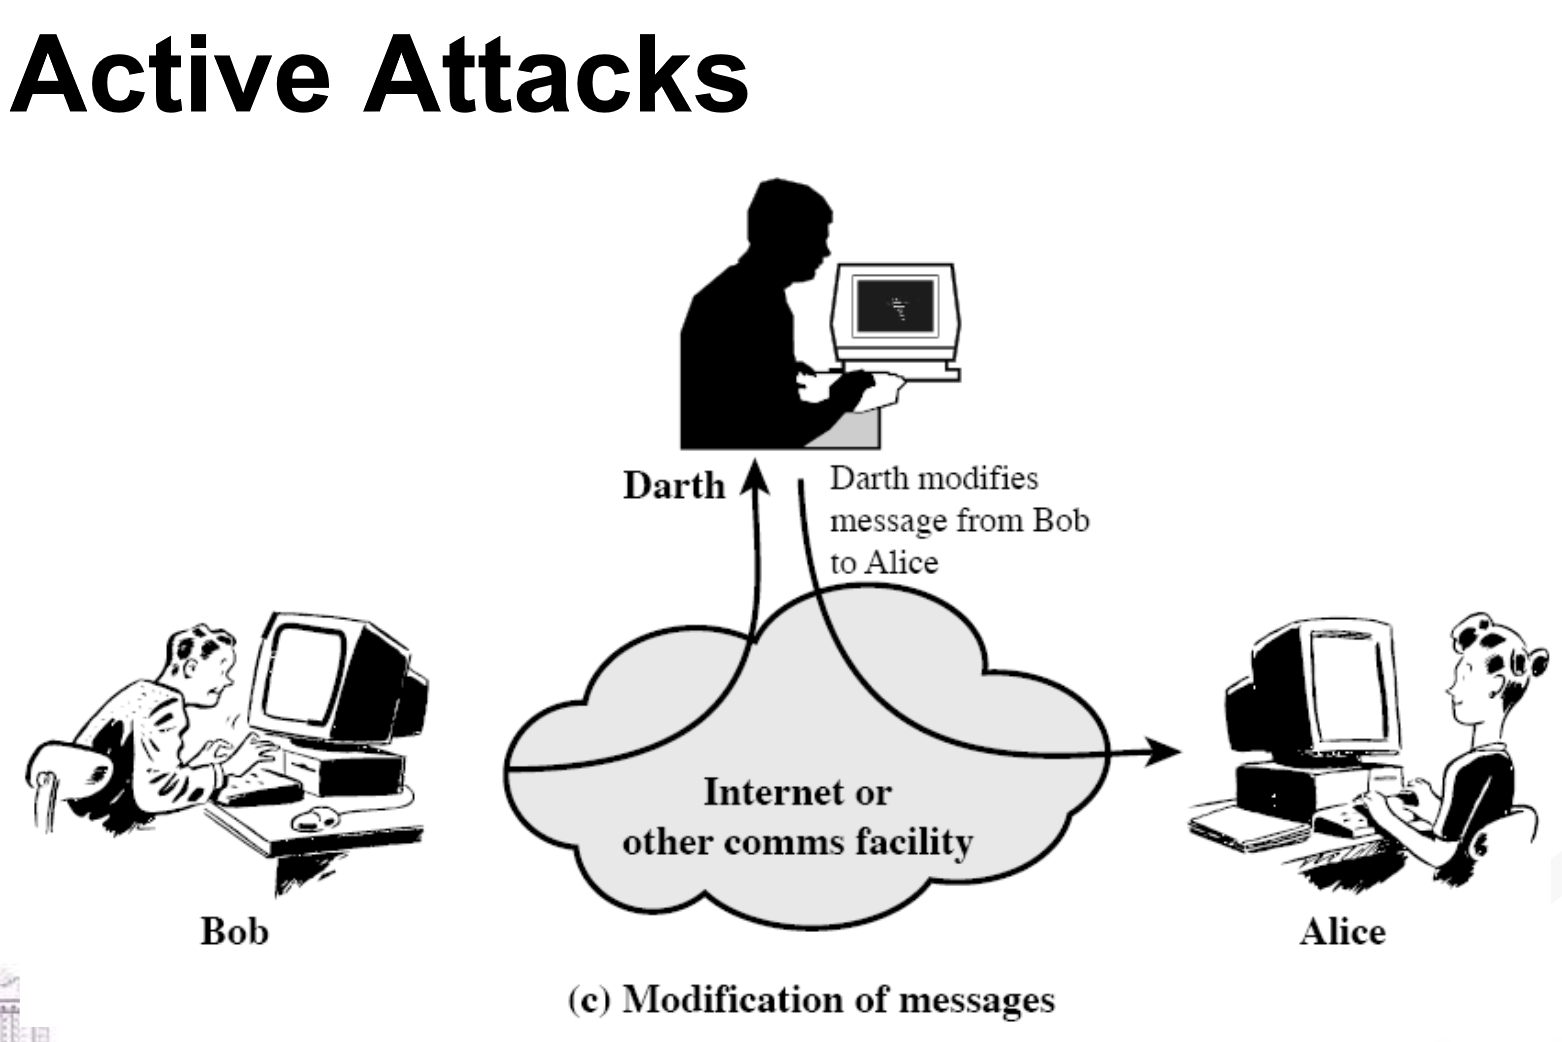 Active Attacks
Darth
Darth modifies
message from Bob
to Alice
Internet or
other comms facility
Bob
Alice
(c) Modification of messages